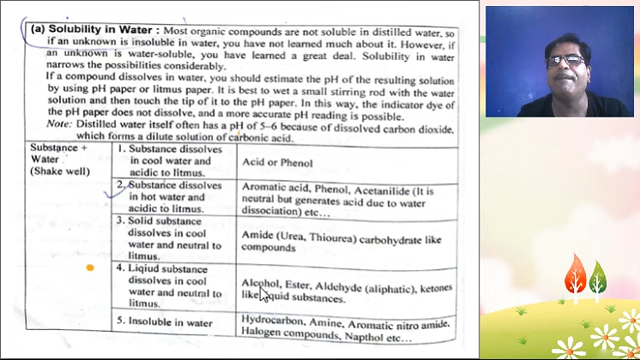 (a) Solubility in Water : Most organic compounds are not soluble in distilled water, so
if an unknown is insoluble in water, you have not learned much about it. However, if
an unknown is water-soluble, you have learned a great deal. Solubility in water
narrows the possibilities considerably.
If a compound dissolves in water, you should estimate the pH of the resulting solution
by using pH paper or litmus paper. It is best to wet a small stirring rod with the water
solution and then touch the tip of it to the pH paper. In this way, the indicator dye of
the pH paper does not dissolve, and a more accurate pH reading is possible.
Note: Distilled water itself often has a pH of 5–6 because of dissolved carbon dioxide,
which forms a dilute solution of carbonic acid.
Substance +
Water
(Shake well)
1. Substance dissolves
in cool water and
acidic to litmus.
Acid or Phenol
2. Substance dissolves
in hot water and
acidic to litmus.
Aromatic acid, Phenol, Acetanilide (It is
neutral but generates acid due to water
dissociation) etc...
3. Solid substance
dissolves in cool
water and neutral to
litmus.
Amide (Urea, Thiourea) carbohydrate like
compounds
4. Liqiud substance
dissolves in cool
water and neutral to
litmus.
Alcohol, Ester, Aldehyde (aliphatic), ketones
like liquid substances.
5. Insoluble in water
Hydrocarbon, Amine, Aromatic nitro amide,
Halogen compounds, Napthol etc...